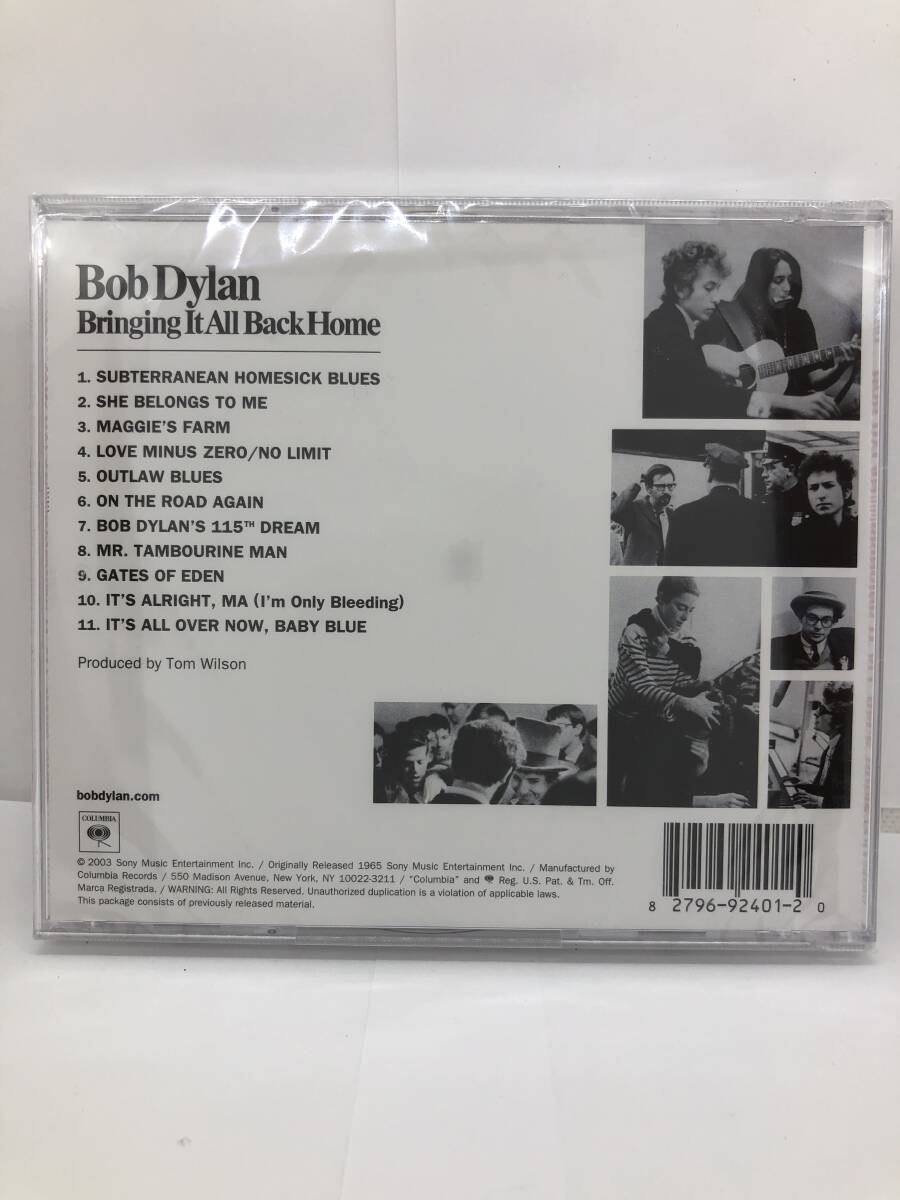 Bob Dylan
Bringing It All Back Home
1. SUBTERRANEAN HOMESICK BLUES
2. SHE BELONGS TO ME
3. MAGGIE'S FARM
4. LOVE MINUS ZERO/NO LIMIT
5. OUTLAW BLUES
6. ON THE ROAD AGAIN
7. BOB DYLAN'S 115TH DREAM
8. MR. TAMBOURINE MAN
9. GATES OF EDEN
10. IT'S ALRIGHT, MA (I'm Only Bleeding)
11. IT'S ALL OVER NOW, BABY BLUE
Produced by Tom Wilson
bobdylan.com
COLUMBIA
© 2003 Sony Music Entertainment Inc. / Originally Released 1965 Sony Music Entertainment Inc. / Manufactured by
Columbia Records / 550 Madison Avenue, New York, NY 10022-3211 / "Columbia" and Reg. U.S. Pat. & Tm. Off.
Marca Registrada. / WARNING: All Rights Reserved. Unauthorized duplication is a violation of applicable laws.
This package consists of previously released material.
8 2796-92401-2 0